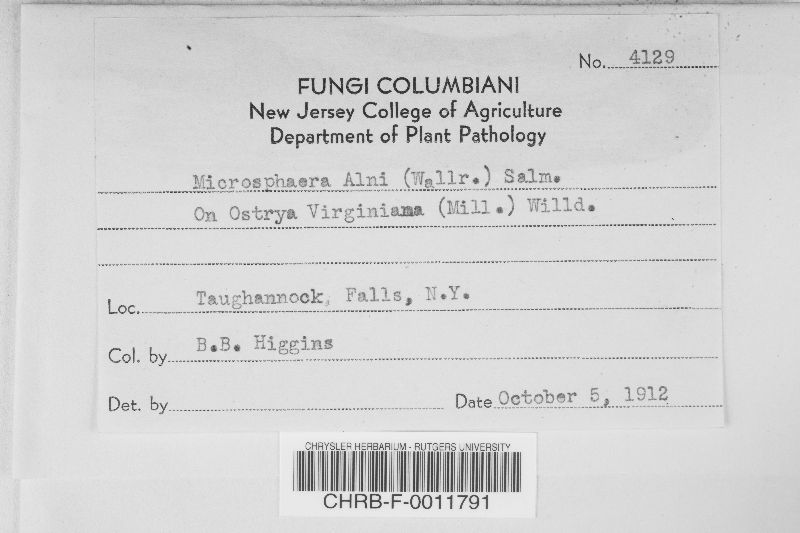 No. 4129
FUNGI COLUMBIANI
New Jersey College of Agriculture
Department of Plant Pathology
Microsphaera Alni (Wallr.) Salm.
On Ostrya Virginiana (Mill.) Willd.
Loc. Taughannock, Falls, N.Y.
Col. by B.B. Higgins
Det. by Date October 5, 1912
CHRYSLER HERBARIUM - RUTGERS UNIVERSITY
CHRB-F-0011791